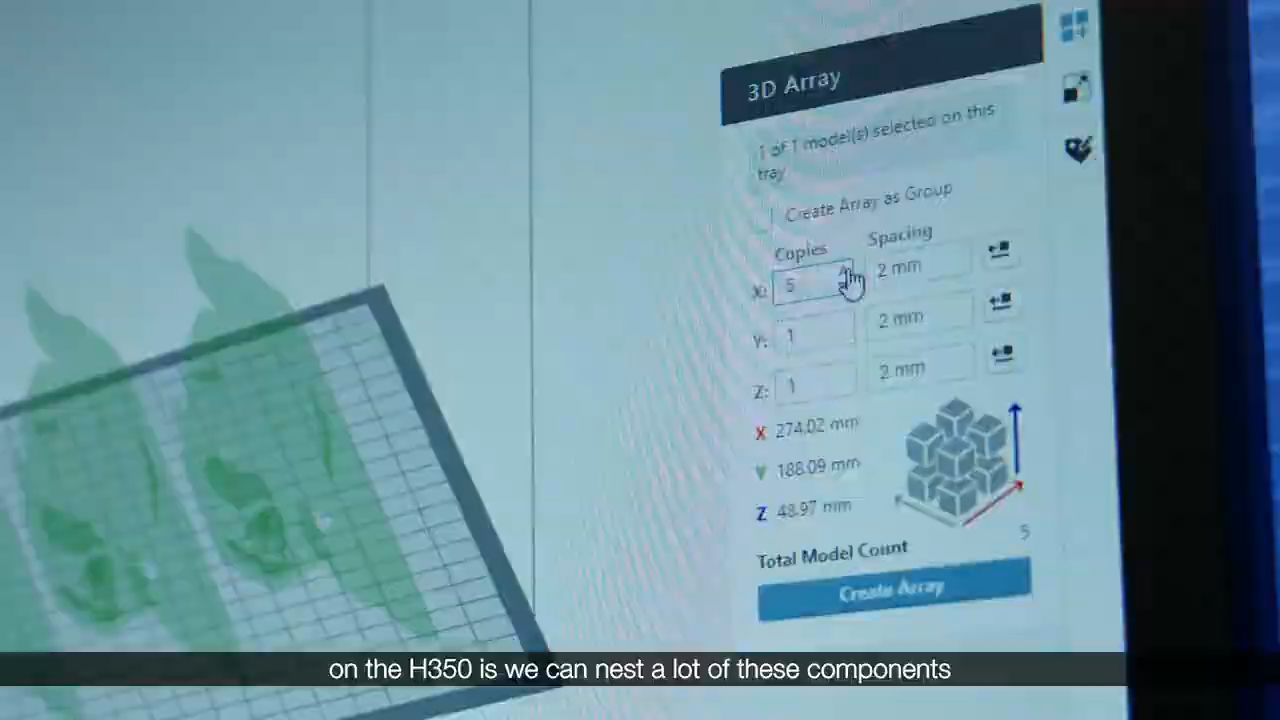 3D Array
1 of 1 model(s) selected on this
tray
Create Array as Group
Copies Spacing
X: 5 2 mm
Y: 1 2 mm
Z: 1 2 mm
X 274.02 mm
Y 188.09 mm
Z 48.97 mm
5
Total Model Count
Create Array
on the H350 is we can nest a lot of these components